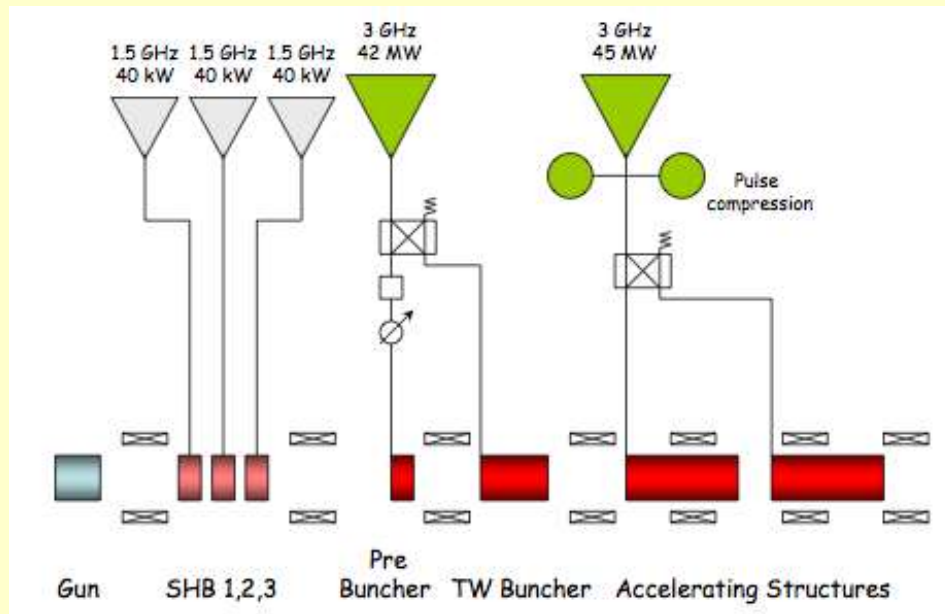 1.5 GHz
40 kW
1.5 GHz
40 kW
1.5 GHz
40 kW
3 GHz
42 MW
3 GHz
45 MW
Pulse
compression
Gun
SHB 1,2,3
Pre
Buncher
TW Buncher
Accelerating Structures